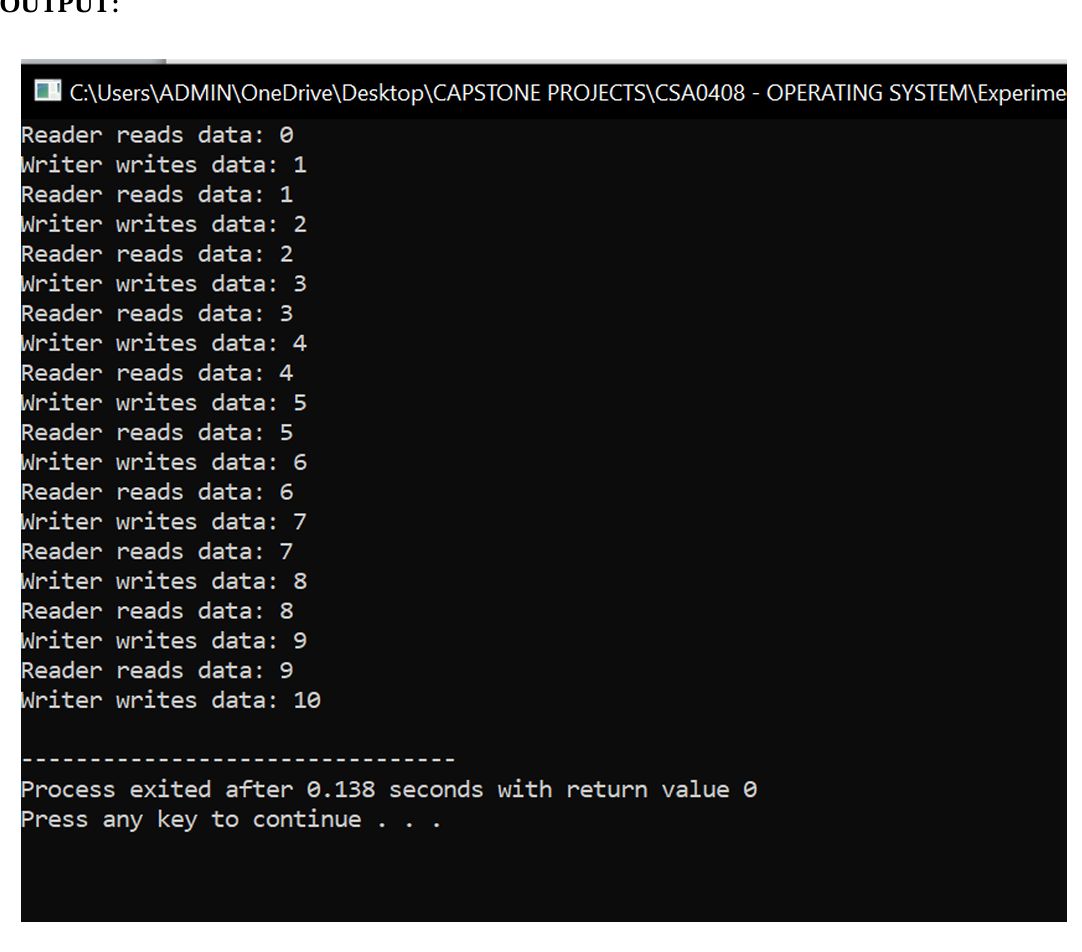 OUTPUT:
C:\Users\ADMIN\OneDrive\Desktop\CAPSTONE PROJECTS\CSA0408 - OPERATING SYSTEM\Experime
Reader reads data: 0
Writer writes data: 1
Reader reads data: 1
Writer writes data: 2
Reader reads data: 2
Writer writes data: 3
Reader reads data: 3
Writer writes data: 4
Reader reads data: 4
Writer writes data: 5
Reader reads data: 5
Writer writes data: 6
Reader reads data: 6
Writer writes data: 7
Reader reads data: 7
Writer writes data: 8
Reader reads data: 8
Writer writes data: 9
Reader reads data: 9
Writer writes data: 10
--------------------------------
Process exited after 0.138 seconds with return value 0
Press any key to continue . . .